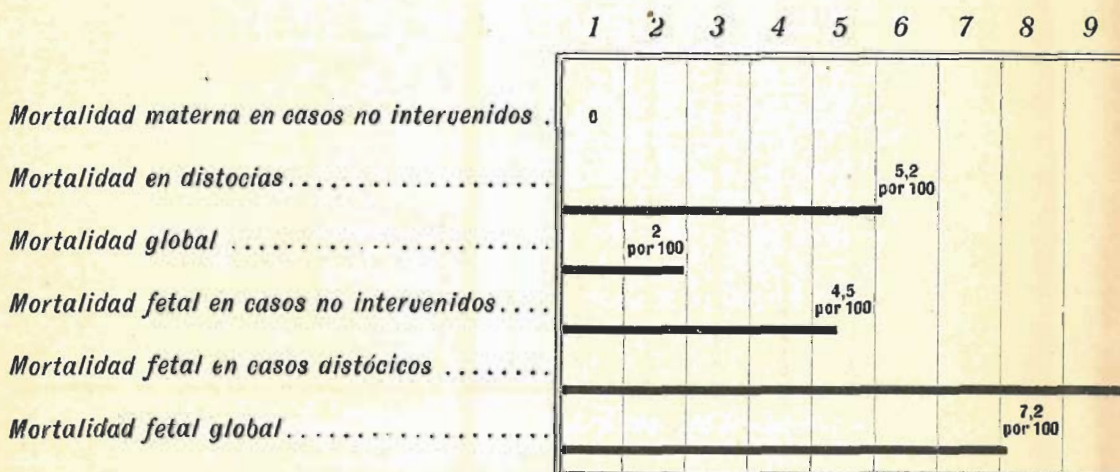 1 2 3 4 5 6 7 8 9
Mortalidad materna en casos no intervenidos .
0
Mortalidad en distocias....................
5,2
por 100
Mortalidad global ......................
2
por 100
Mortalidad fetal en casos no intervenidos....
4,5
por 100
Mortalidad fetal en casos distócicos ........
Mortalidad fetal global....................
7,2
por 100